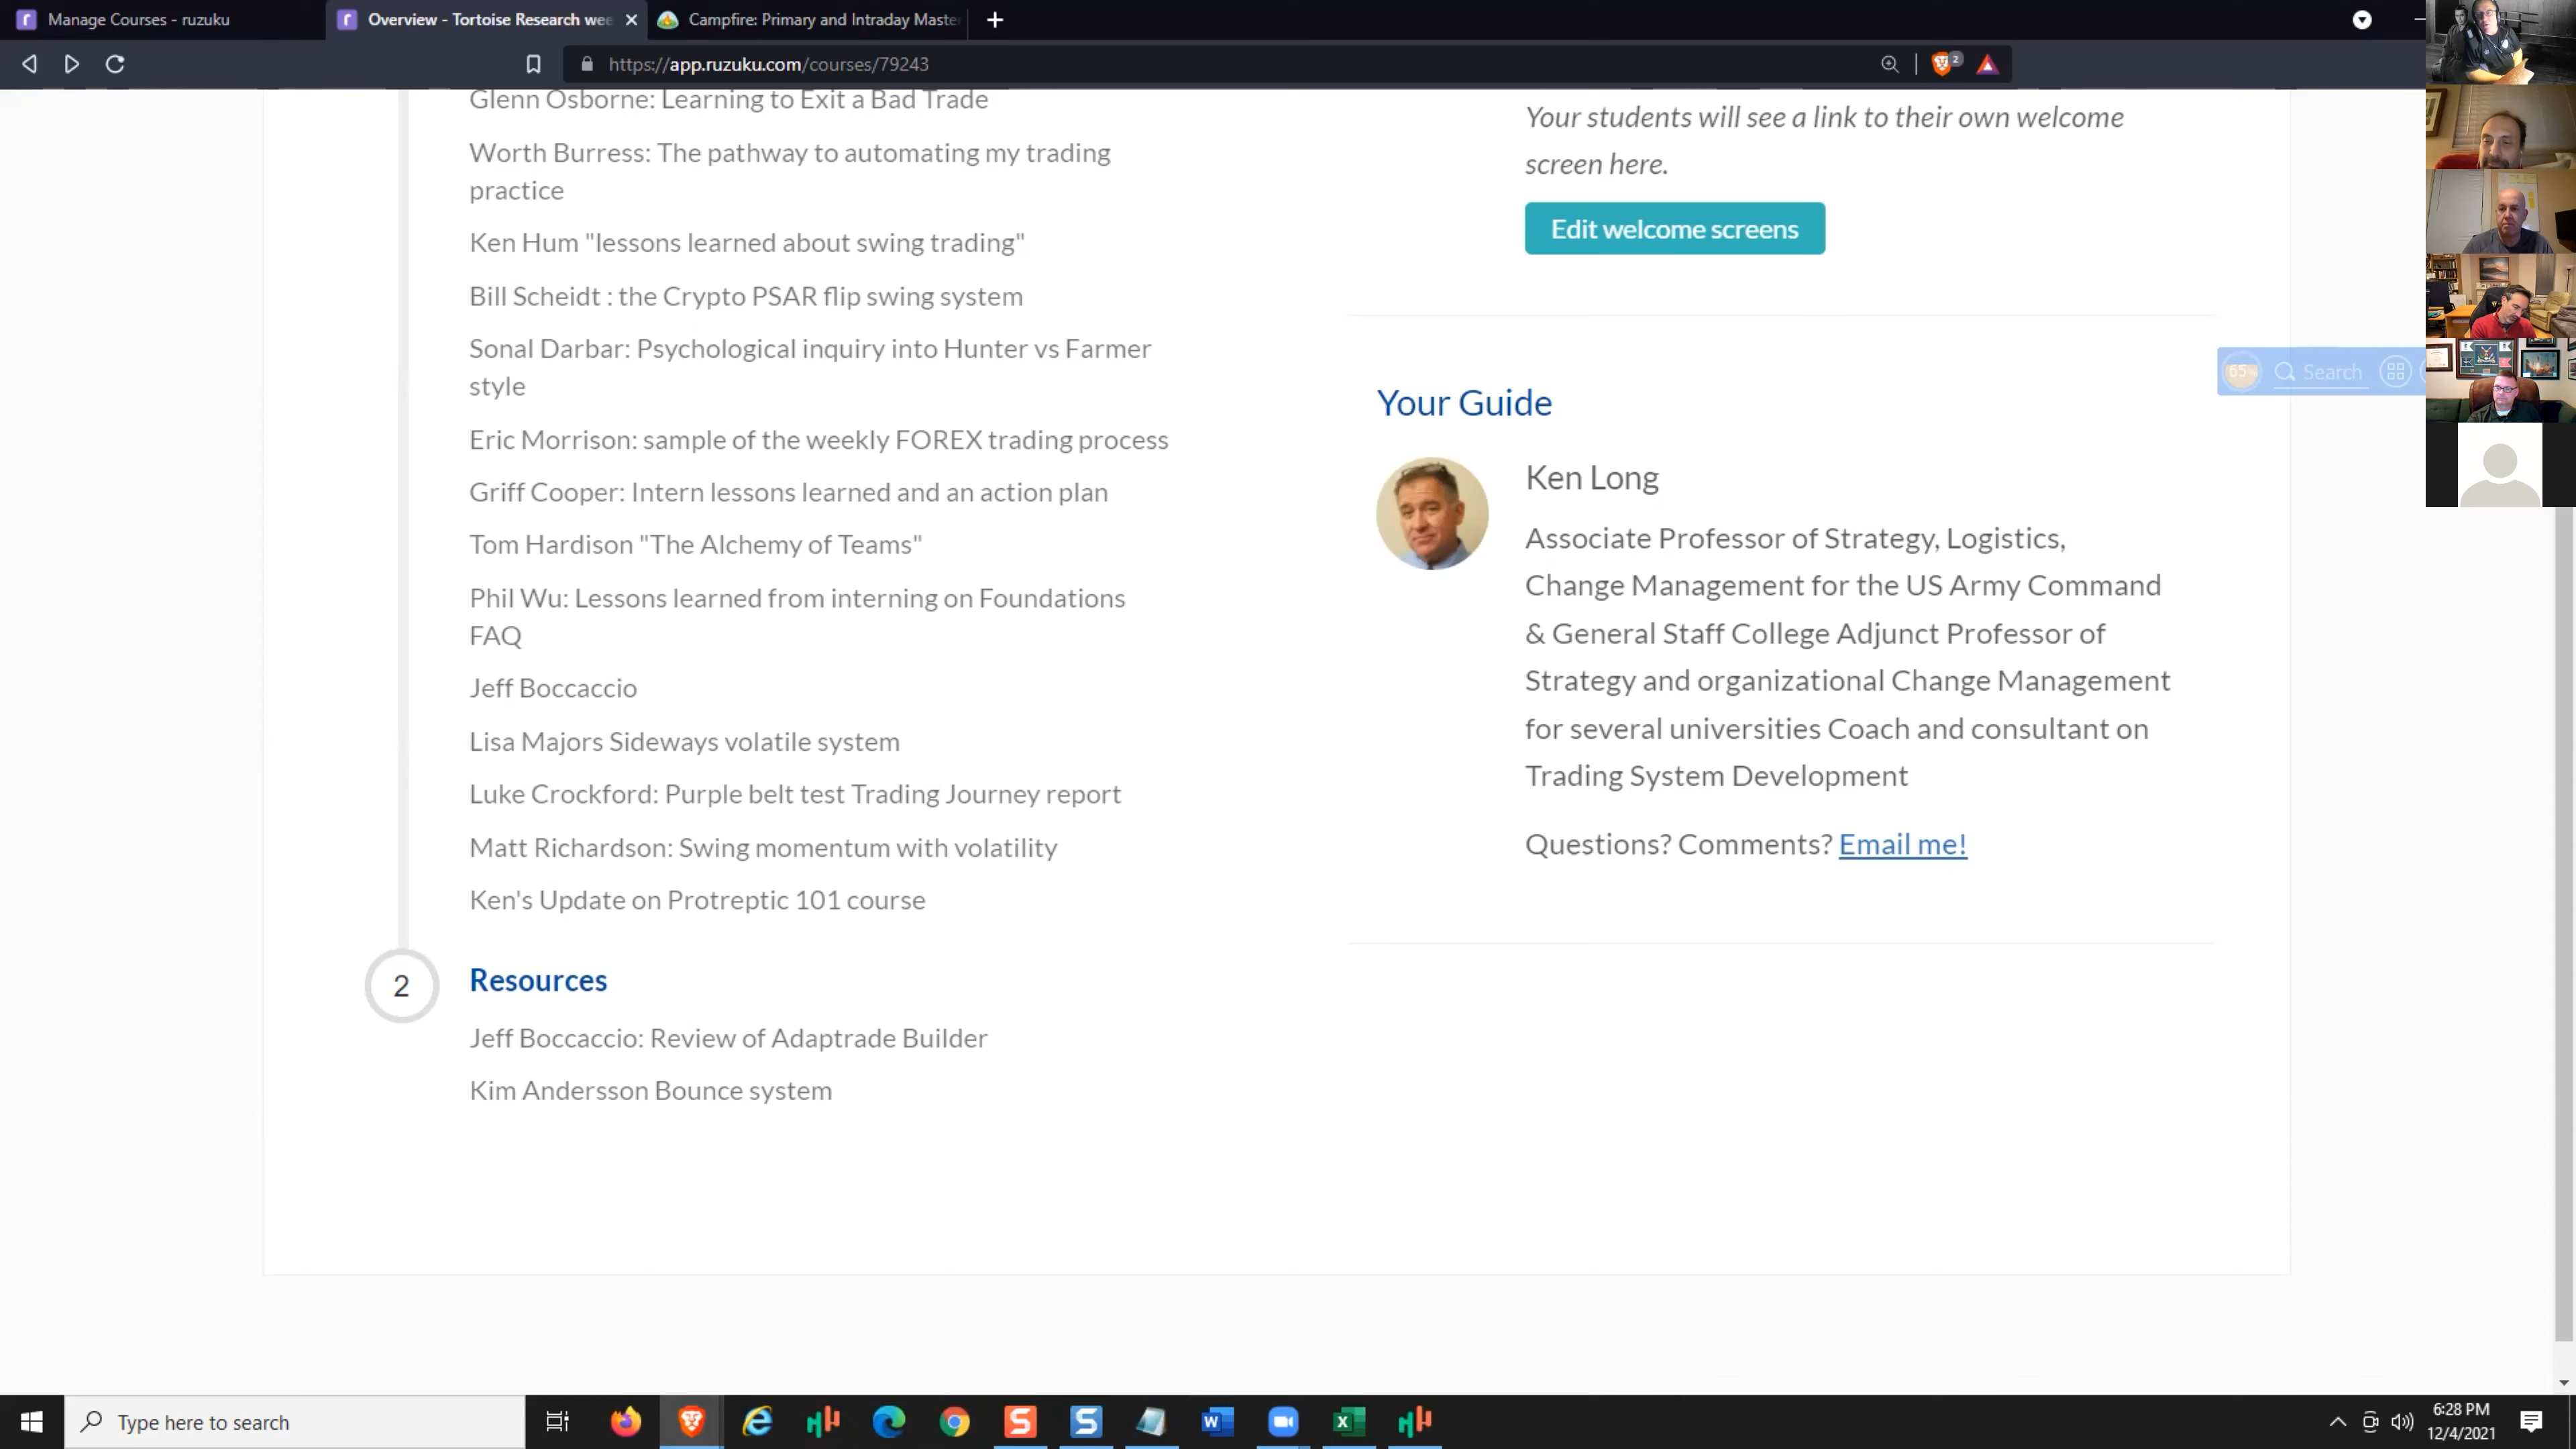 Manage Courses - ruzuku
Overview - Tortoise Research wee
Campfire: Primary and Intraday Maste
https://app.ruzuku.com/courses/79243
2
Glenn Osborne: Learning to Exit a Bad Trade
Worth Burress: The pathway to automating my trading
practice
Ken Hum "lessons learned about swing trading"
Bill Scheidt : the Crypto PSAR flip swing system
Sonal Darbar: Psychological inquiry into Hunter vs Farmer
style
Eric Morrison: sample of the weekly FOREX trading process
Griff Cooper: Intern lessons learned and an action plan
Tom Hardison "The Alchemy of Teams"
Phil Wu: Lessons learned from interning on Foundations
FAQ
Jeff Boccaccio
Lisa Majors Sideways volatile system
Luke Crockford: Purple belt test Trading Journey report
Matt Richardson: Swing momentum with volatility
Ken's Update on Protreptic 101 course
2
Resources
Jeff Boccaccio: Review of Adaptrade Builder
Kim Andersson Bounce system
Your students will see a link to their own welcome
screen here.
Edit welcome screens
Your Guide
Ken Long
Associate Professor of Strategy, Logistics,
Change Management for the US Army Command
& General Staff College Adjunct Professor of
Strategy and organizational Change Management
for several universities Coach and consultant on
Trading System Development
Questions? Comments? Email me!
65%
Search
Type here to search
6:28 PM
12/4/2021